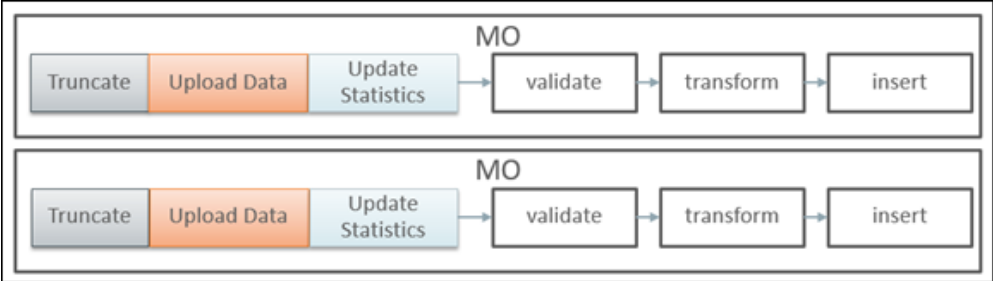 MO
Truncate
Upload Data
Update
Statistics
validate
transform
insert
MO
Truncate
Upload Data
Update
Statistics
validate
transform
insert